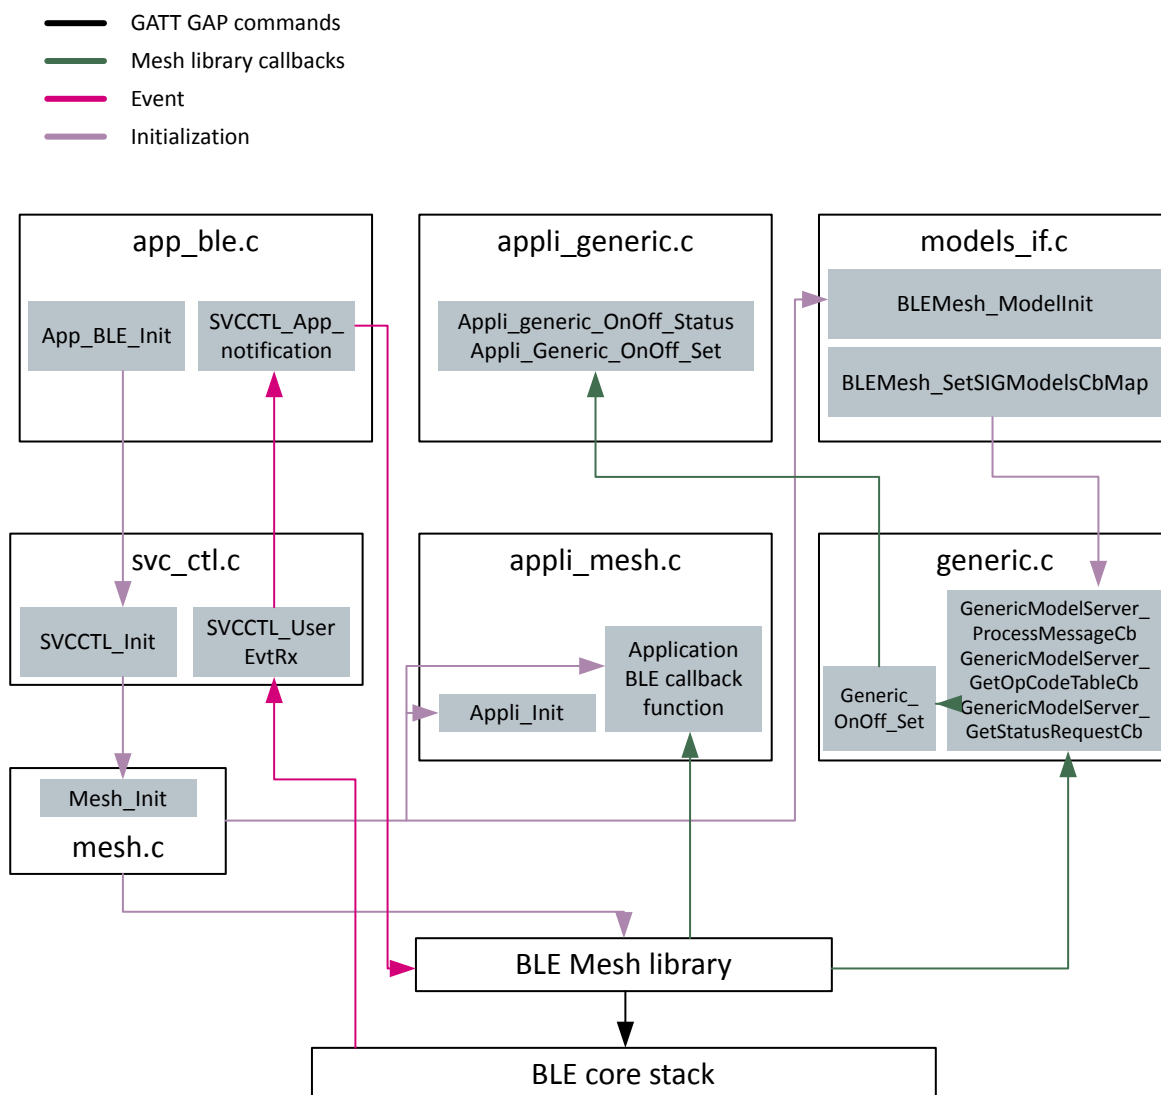 GATT GAP commands
Mesh library callbacks
Event
Initialization
app_ble.c
App_BLE_Init
SVCCTL_App_
notification
appli_generic.c
Appli_generic_OnOff_Status
Appli_Generic_OnOff_Set
models_if.c
BLEMesh_ModelInit
BLEMesh_SetSIGModelsCbMap
svc_ctl.c
SVCCTL_Init
SVCCTL_User
EvtRx
appli_mesh.c
Appli_Init
Application
BLE callback
function
generic.c
Generic_
OnOff_Set
GenericModelServer_
ProcessMessageCb
GenericModelServer_
GetOpCodeTableCb
GenericModelServer_
GetStatusRequestCb
Mesh_Init
mesh.c
BLE Mesh library
BLE core stack